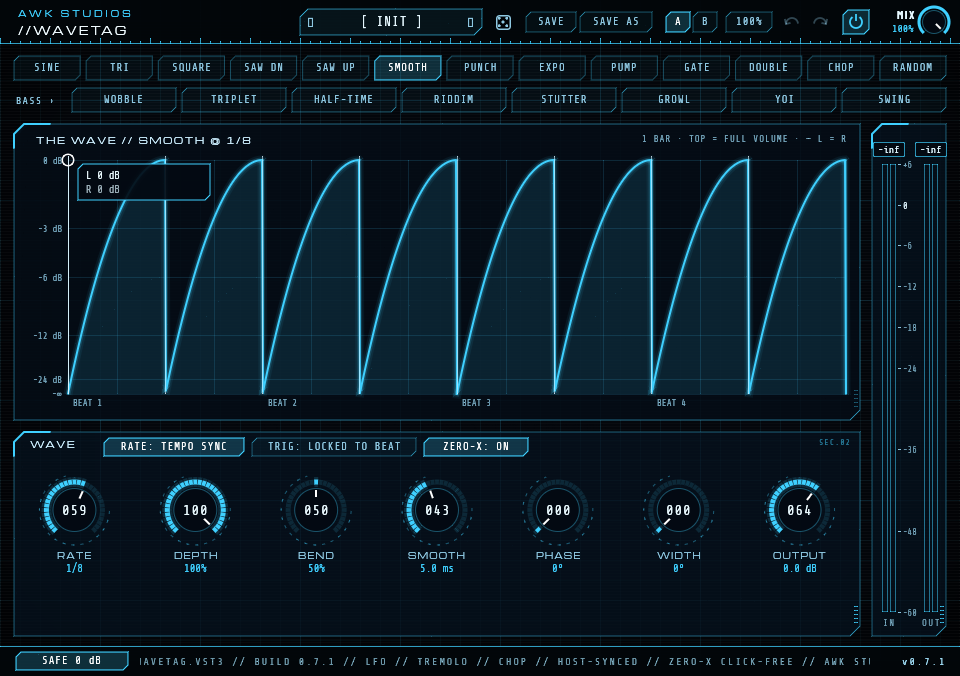 AWK STUDIOS
//WAVETAG
[ INIT ]
SAVE
SAVE AS
A
B
100%
MIX
100%
SINE
TRI
SQUARE
SAW DN
SAW UP
SMOOTH
PUNCH
EXPO
PUMP
GATE
DOUBLE
CHOP
RANDOM
BASS ›
WOBBLE
TRIPLET
HALF-TIME
RIDDIM
STUTTER
GROWL
YOI
SWING
THE WAVE // SMOOTH @ 1/8
1 BAR · TOP = FULL VOLUME · — L = R
0 dB
L 0 dB
R 0 dB
-3 dB
-6 dB
-12 dB
-24 dB
-∞
BEAT 1
BEAT 2
BEAT 3
BEAT 4
-inf
-inf
+6
0
-6
-12
-18
-24
-36
-48
-60
IN
OUT
WAVE
RATE: TEMPO SYNC
TRIG: LOCKED TO BEAT
ZERO-X: ON
SEC.02
059
100
050
043
000
000
064
RATE
DEPTH
BEND
SMOOTH
PHASE
WIDTH
OUTPUT
1/8
100%
50%
5.0 ms
0°
0°
0.0 dB
SAFE 0 dB
AVETAG.VST3 // BUILD 0.7.1 // LFO // TREMOLO // CHOP // HOST-SYNCED // ZERO-X CLICK-FREE // AWK ST
v0.7.1